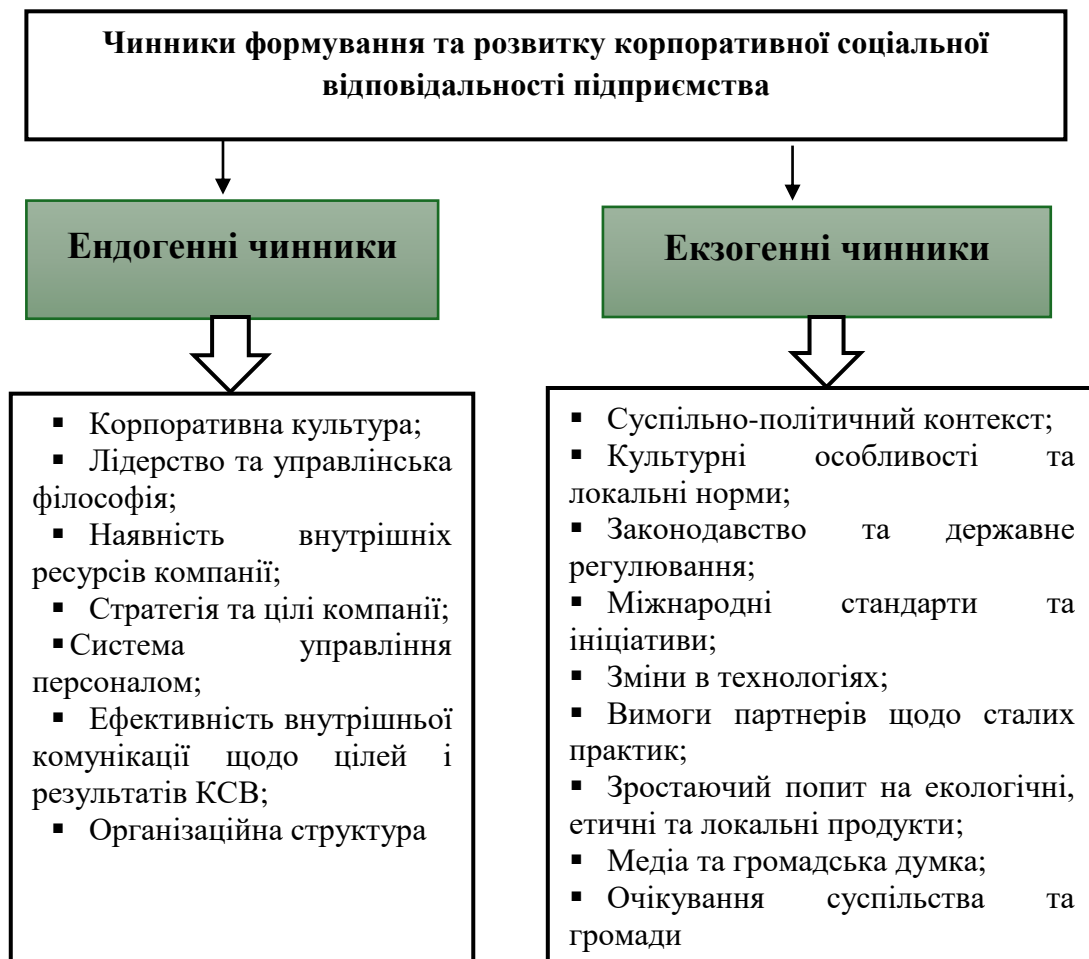 Чинники формування та розвитку корпоративної соціальної
відповідальності підприємства
Ендогенні чинники
▪ Корпоративна культура;
▪ Лідерство та управлінська
філософія;
▪ Наявність внутрішніх
ресурсів компанії;
▪ Стратегія та цілі компанії;
▪ Система управління
персоналом;
▪ Ефективність внутрішньої
комунікації щодо цілей і
результатів КСВ;
▪ Організаційна структура
Екзогенні чинники
▪ Суспільно-політичний контекст;
▪ Культурні особливості та
локальні норми;
▪ Законодавство та державне
регулювання;
▪ Міжнародні стандарти та
ініціативи;
▪ Зміни в технологіях;
▪ Вимоги партнерів щодо сталих
практик;
▪ Зростаючий попит на екологічні,
етичні та локальні продукти;
▪ Медіа та громадська думка;
▪ Очікування суспільства та
громади